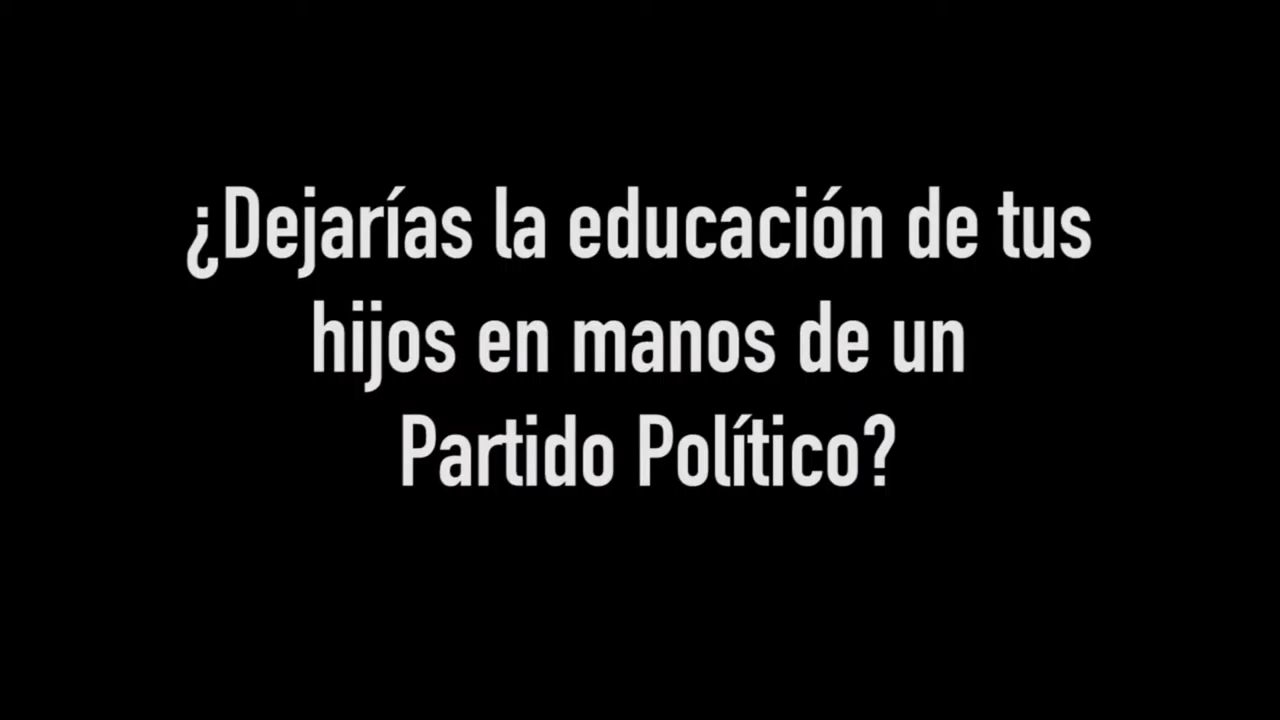 ¿Dejarías la educación de tus
hijos en manos de un
Partido Político?